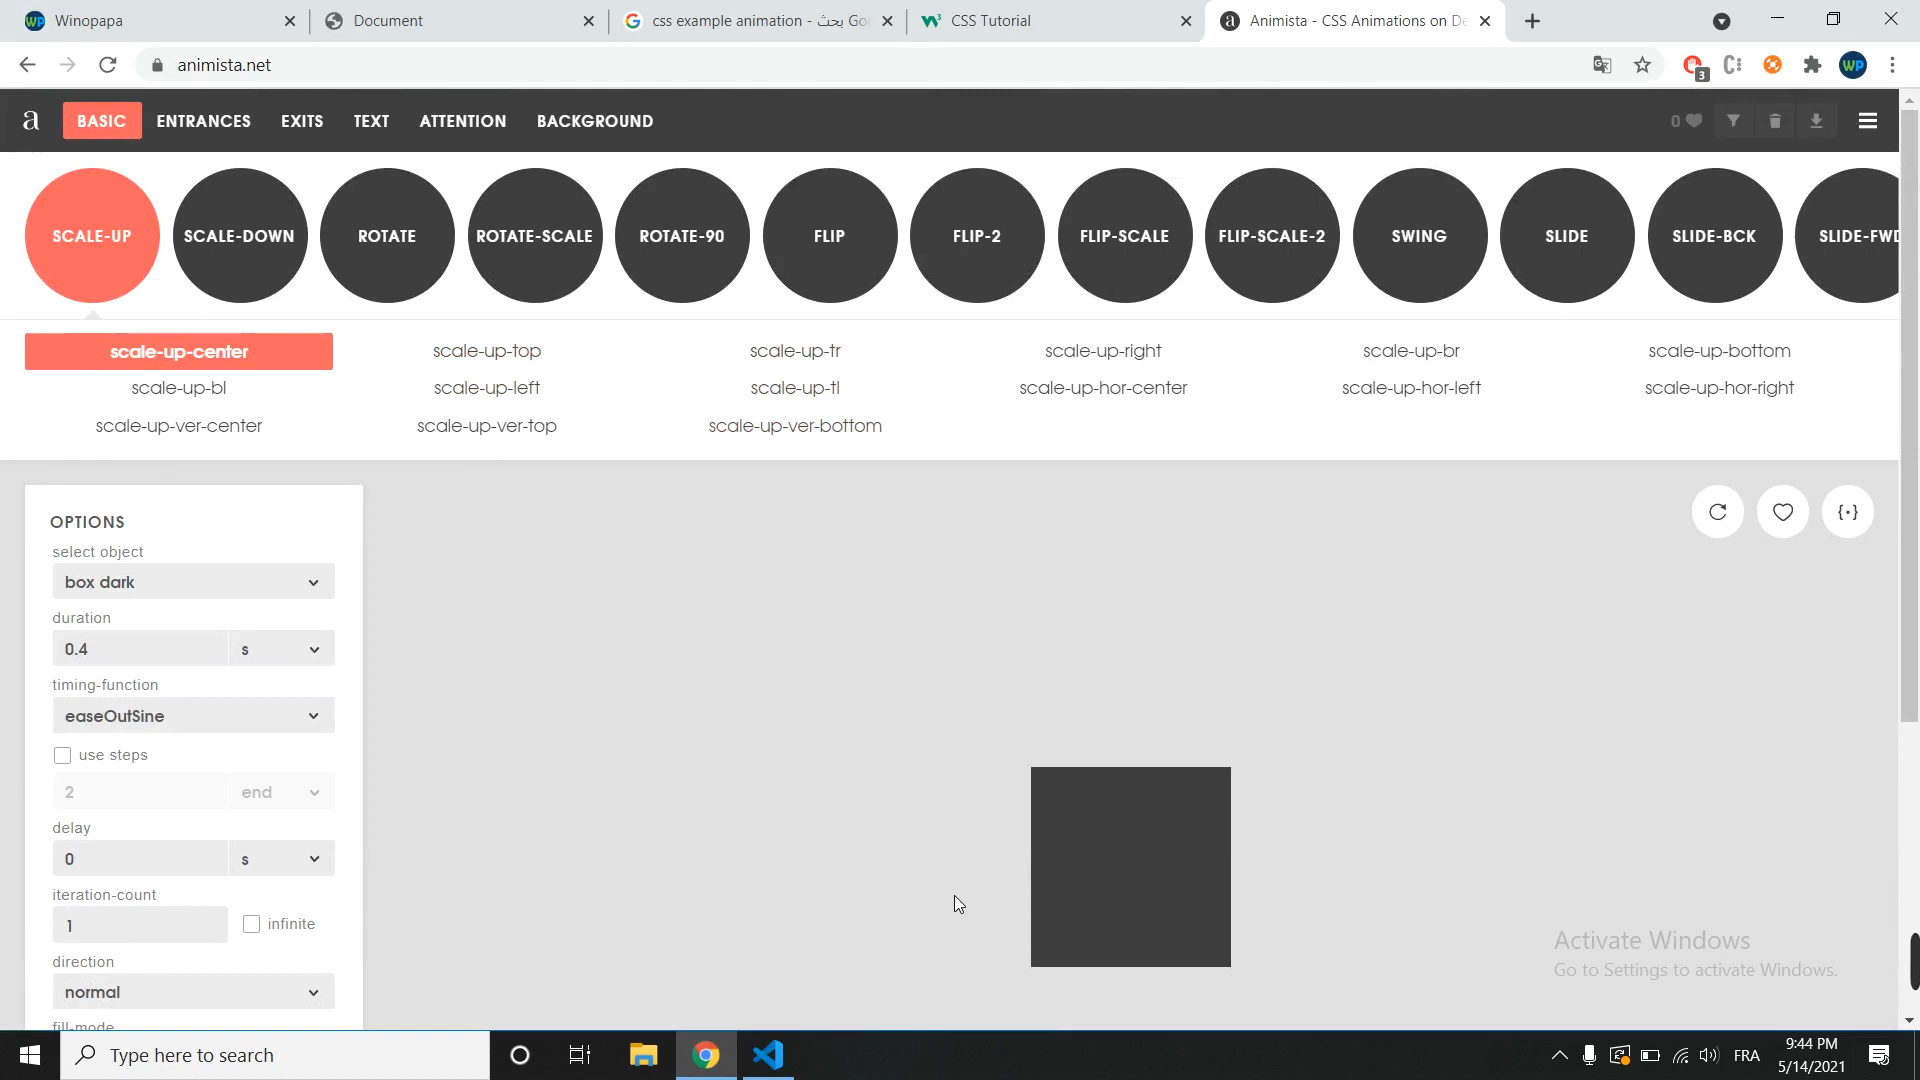 Winopapa
Document
css example animation - بحث Goo
CSS Tutorial
Animista - CSS Animations on De
animista.net
3
WP
a
BASIC
ENTRANCES
EXITS
TEXT
ATTENTION
BACKGROUND
0
SCALE-UP
SCALE-DOWN
ROTATE
ROTATE-SCALE
ROTATE-90
FLIP
FLIP-2
FLIP-SCALE
FLIP-SCALE-2
SWING
SLIDE
SLIDE-BCK
SLIDE-FWD
scale-up-center
scale-up-top
scale-up-tr
scale-up-right
scale-up-br
scale-up-bottom
scale-up-bl
scale-up-left
scale-up-tl
scale-up-hor-center
scale-up-hor-left
scale-up-hor-right
scale-up-ver-center
scale-up-ver-top
scale-up-ver-bottom
OPTIONS
select object
box dark
duration
0.4
s
timing-function
easeOutSine
use steps
2
end
delay
0
s
iteration-count
1
infinite
direction
normal
fill-mode
{·}
Activate Windows
Go to Settings to activate Windows.
Type here to search
FRA
9:44 PM
5/14/2021